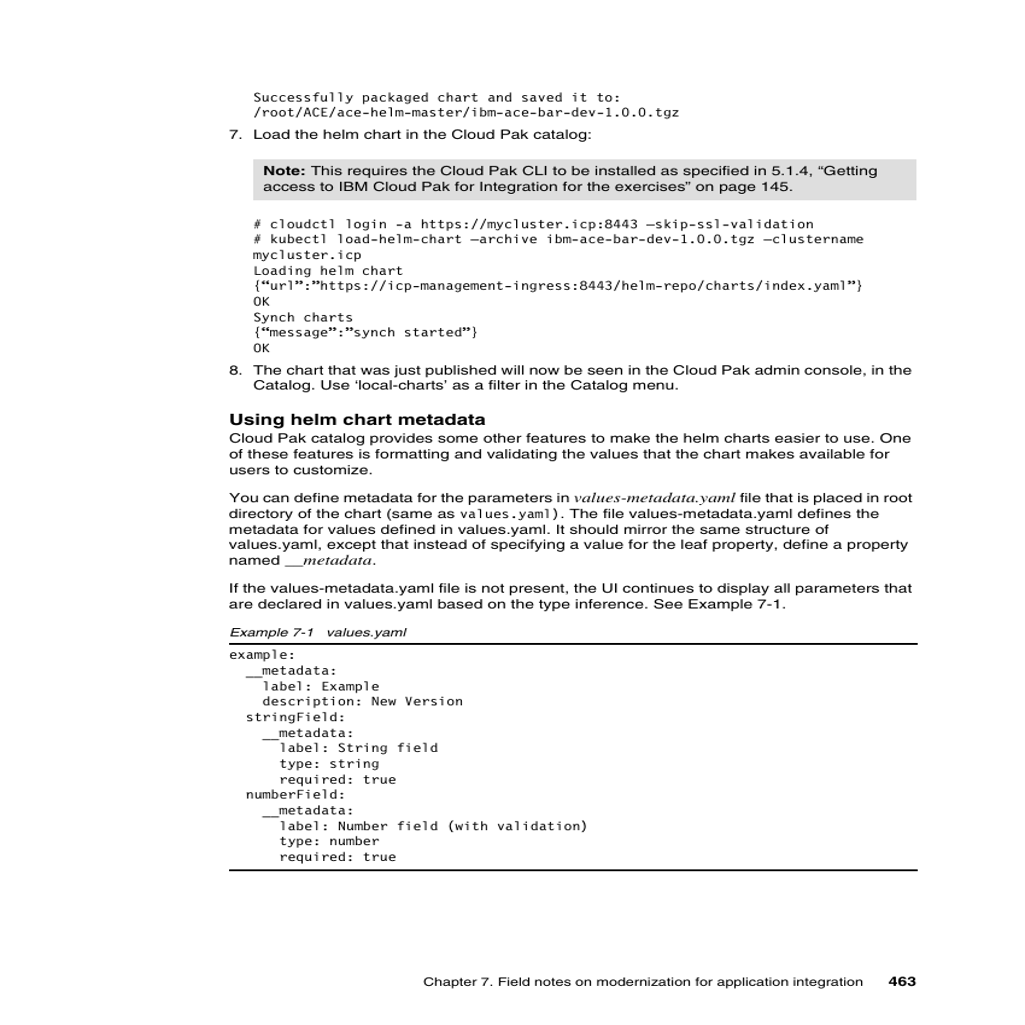 Successfully packaged chart and saved it to:
/root/ACE/ace-helm-master/ibm-ace-bar-dev-1.0.0.tgz
7. Load the helm chart in the Cloud Pak catalog:
Note: This requires the Cloud Pak CLI to be installed as specified in 5.1.4, “Getting
access to IBM Cloud Pak for Integration for the exercises” on page 145.
# cloudctl login -a https://mycluster.icp:8443 –skip-ssl-validation
# kubectl load-helm-chart –archive ibm-ace-bar-dev-1.0.0.tgz –clustername
mycluster.icp
Loading helm chart
{“url”:”https://icp-management-ingress:8443/helm-repo/charts/index.yaml”}
OK
Synch charts
{“message”:”synch started”}
OK
8. The chart that was just published will now be seen in the Cloud Pak admin console, in the
Catalog. Use ‘local-charts’ as a filter in the Catalog menu.
Using helm chart metadata
Cloud Pak catalog provides some other features to make the helm charts easier to use. One
of these features is formatting and validating the values that the chart makes available for
users to customize.
You can define metadata for the parameters in values-metadata.yaml file that is placed in root
directory of the chart (same as values.yaml). The file values-metadata.yaml defines the
metadata for values defined in values.yaml. It should mirror the same structure of
values.yaml, except that instead of specifying a value for the leaf property, define a property
named __metadata.
If the values-metadata.yaml file is not present, the UI continues to display all parameters that
are declared in values.yaml based on the type inference. See Example 7-1.
Example 7-1 values.yaml
example:
  __metadata:
    label: Example
    description: New Version
  stringField:
    __metadata:
      label: String field
      type: string
      required: true
  numberField:
    __metadata:
      label: Number field (with validation)
      type: number
      required: true
Chapter 7. Field notes on modernization for application integration 463